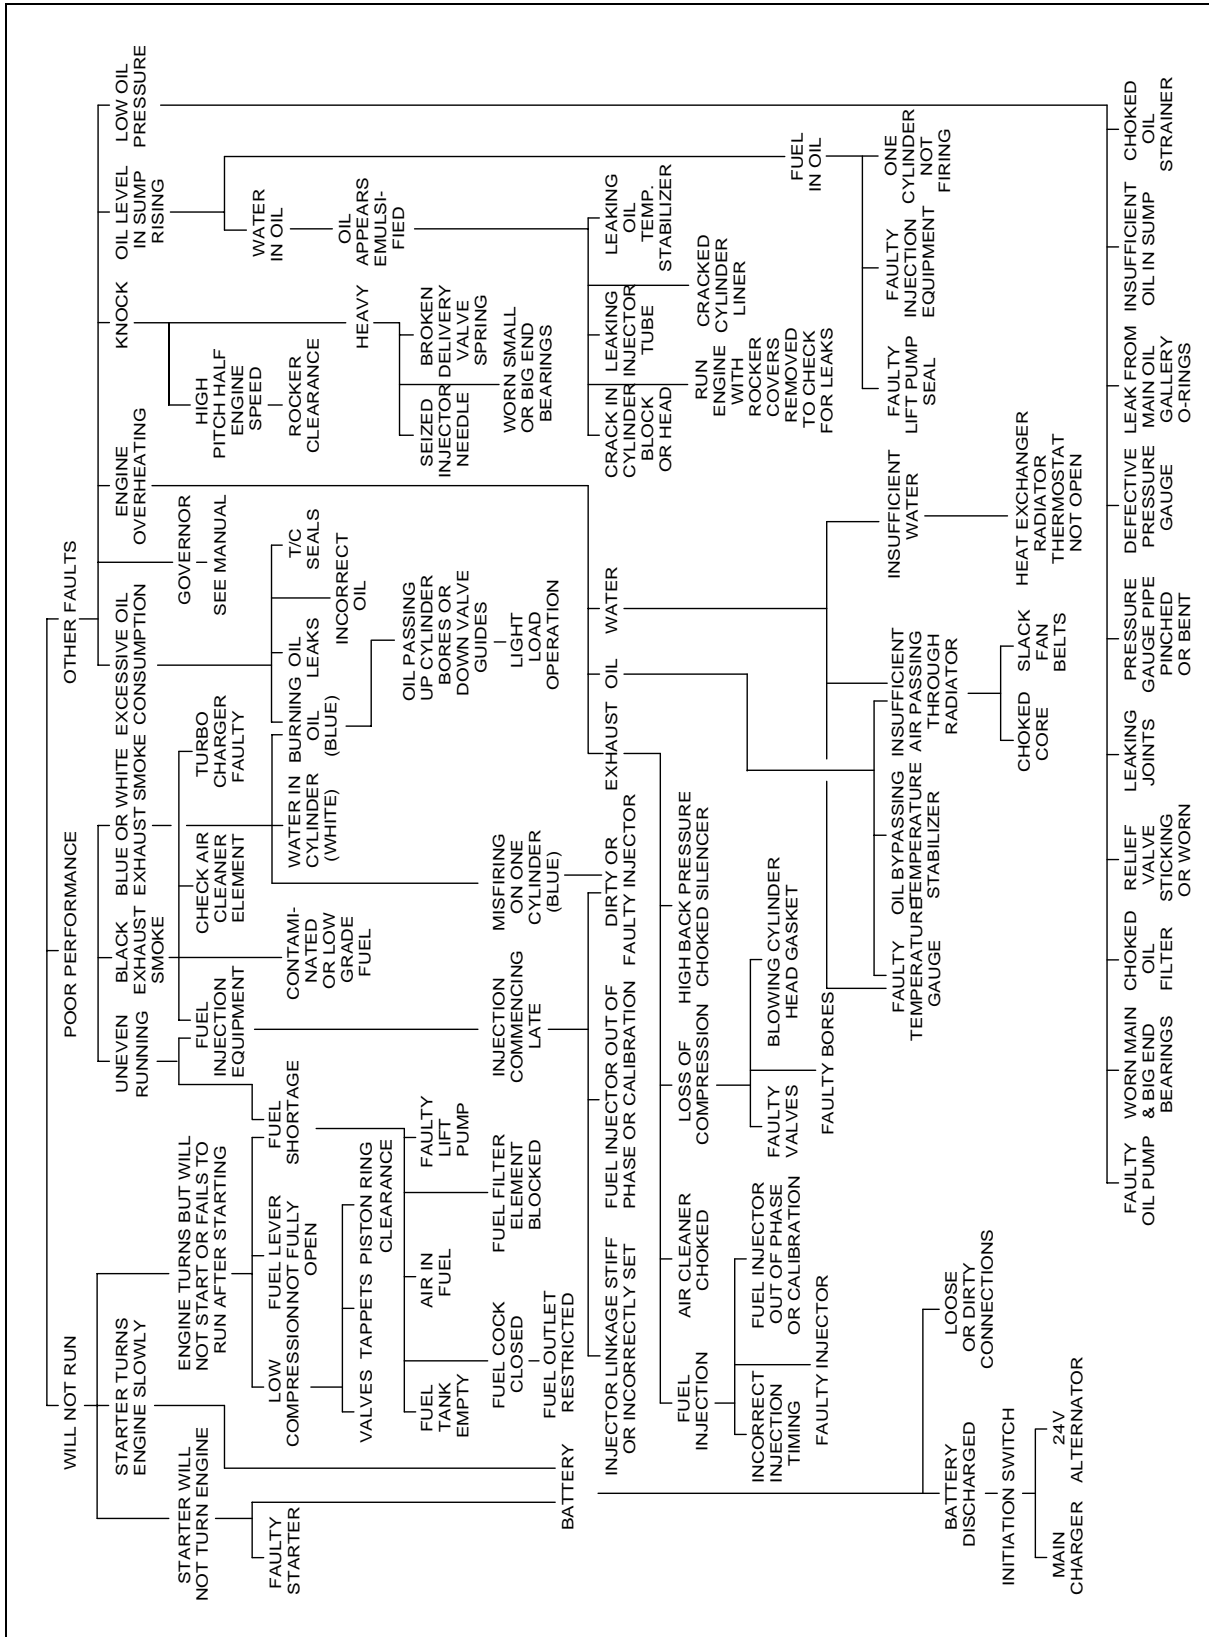 WILL NOT RUN
POOR PERFORMANCE
OTHER FAULTS
STARTER WILL
NOT TURN ENGINE
STARTER TURNS
ENGINE SLOWLY
ENGINE TURNS BUT WILL
NOT START OR FAILS TO
RUN AFTER STARTING
UNEVEN
RUNNING
BLACK
EXHAUST
SMOKE
BLUE OR WHITE
EXHAUST SMOKE
EXCESSIVE OIL
CONSUMPTION
GOVERNOR
SEE MANUAL
ENGINE
OVERHEATING
KNOCK
OIL LEVEL
IN SUMP
RISING
LOW OIL
PRESSURE
FAULTY
STARTER
LOW
COMPRESSION
FUEL LEVER
NOT FULLY
OPEN
FUEL
SHORTAGE
FUEL
INJECTION
EQUIPMENT
CHECK AIR
CLEANER
ELEMENT
TURBO
CHARGER
FAULTY
HIGH
PITCH HALF
ENGINE
SPEED
ROCKER
CLEARANCE
WATER
IN OIL
OIL
APPEARS
EMULSI-
FIED
VALVES
TAPPETS
PISTON RING
CLEARANCE
CONTAMI-
NATED
OR LOW
GRADE
FUEL
WATER IN
CYLINDER
(WHITE)
BURNING
OIL
(BLUE)
OIL
LEAKS
INCORRECT
OIL
T/C
SEALS
HEAVY
FUEL
TANK
EMPTY
AIR IN
FUEL
FAULTY
LIFT
PUMP
OIL PASSING
UP CYLINDER
BORES OR
DOWN VALVE
GUIDES
LIGHT
LOAD
OPERATION
SEIZED
INJECTOR
NEEDLE
BROKEN
DELIVERY
VALVE
SPRING
WORN SMALL
OR BIG END
BEARINGS
FUEL COCK
CLOSED
FUEL OUTLET
RESTRICTED
FUEL FILTER
ELEMENT
BLOCKED
INJECTION
COMMENCING
LATE
MISFIRING
ON ONE
CYLINDER
(BLUE)
BATTERY
INJECTOR LINKAGE STIFF
OR INCORRECTLY SET
FUEL INJECTOR OUT OF
PHASE OR CALIBRATION
DIRTY OR
FAULTY INJECTOR
EXHAUST
OIL
WATER
CRACK IN
CYLINDER
BLOCK
OR HEAD
LEAKING
INJECTOR
TUBE
LEAKING
OIL
TEMP.
STABILIZER
RUN
ENGINE
WITH
ROCKER
COVERS
REMOVED
TO CHECK
FOR LEAKS
CRACKED
CYLINDER
LINER
FUEL
IN OIL
FUEL
INJECTION
AIR CLEANER
CHOKED
LOSS OF
COMPRESSION
HIGH BACK PRESSURE
CHOKED SILENCER
INCORRECT
INJECTION
TIMING
FUEL INJECTOR
OUT OF PHASE
OR CALIBRATION
FAULTY INJECTOR
FAULTY
VALVES
BLOWING CYLINDER
HEAD GASKET
FAULTY BORES
FAULTY
TEMPERATURE
GAUGE
OIL BYPASSING
TEMPERATURE
STABILIZER
INSUFFICIENT
AIR PASSING
THROUGH
RADIATOR
INSUFFICIENT
WATER
FAULTY
LIFT PUMP
SEAL
FAULTY
INJECTION
EQUIPMENT
ONE
CYLINDER
NOT
FIRING
CHOKED
CORE
SLACK
FAN
BELTS
HEAT EXCHANGER
RADIATOR
THERMOSTAT
NOT OPEN
BATTERY
DISCHARGED
LOOSE
OR DIRTY
CONNECTIONS
INITIATION SWITCH
MAIN
CHARGER
24V
ALTERNATOR
FAULTY
OIL PUMP
WORN MAIN
& BIG END
BEARINGS
CHOKED
OIL
FILTER
RELIEF
VALVE
STICKING
OR WORN
LEAKING
JOINTS
PRESSURE
GAUGE PIPE
PINCHED
OR BENT
DEFECTIVE
PRESSURE
GAUGE
LEAK FROM
MAIN OIL
GALLERY
O-RINGS
INSUFFICIENT
OIL IN SUMP
CHOKED
OIL
STRAINER